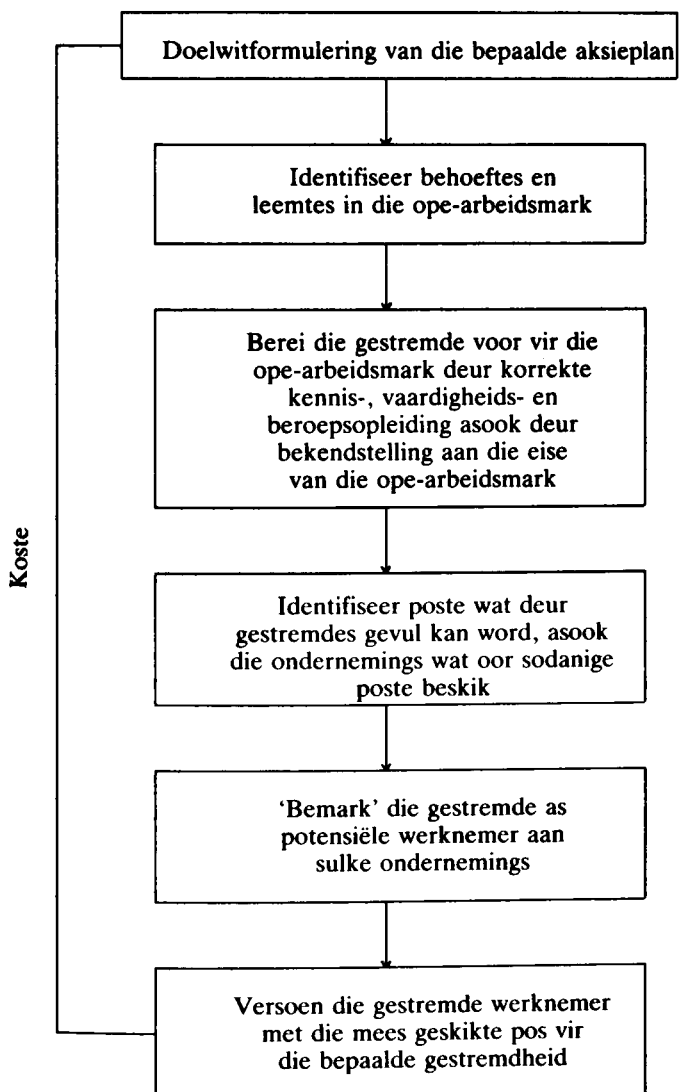 Doelwitformulering van die bepaalde aksieplan
Identifiseer behoeftes en
leemtes in die ope-arbeidsmark
Berei die gestremde voor vir die
ope-arbeidsmark deur korrekte
kennis-, vaardigheids- en
beroepsopleiding asook deur
bekendstelling aan die eise
van die ope-arbeidsmark
Koste
Identifiseer poste wat deur
gestremdes gevul kan word, asook
die ondernemings wat oor sodanige
poste beskik
‘Bemark’ die gestremde as
potensiële werknemer aan
sulke ondernemings
Versoen die gestremde werknemer
met die mees geskikte pos vir
die bepaalde gestremdheid